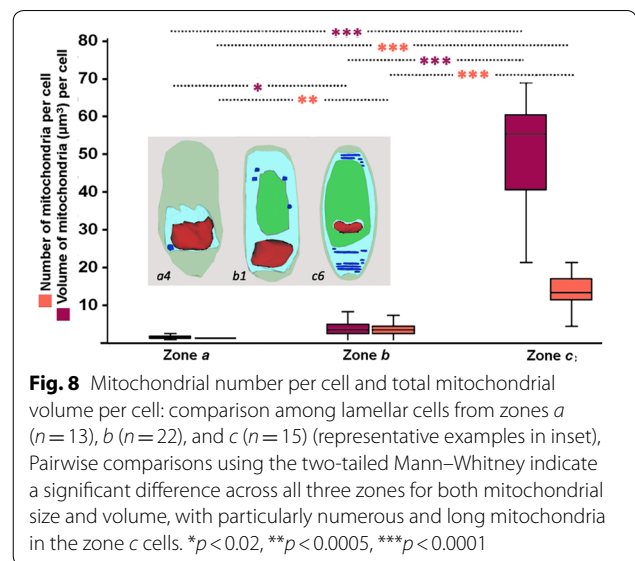 80
70
60
50
40
30
20
10
Number of mitochondria per cell
Volume of mitochondria (µm³) per cell
***
***
***
***
*
**
a4
b1
c6
Zone a
Zone b
Zone c:
Fig. 8 Mitochondrial number per cell and total mitochondrial
volume per cell: comparison among lamellar cells from zones a
(n = 13), b (n = 22), and c (n = 15) (representative examples in inset),
Pairwise comparisons using the two-tailed Mann–Whitney indicate
a significant difference across all three zones for both mitochondrial
size and volume, with particularly numerous and long mitochondria
in the zone c cells. *p < 0.02, **p < 0.0005, ***p < 0.0001